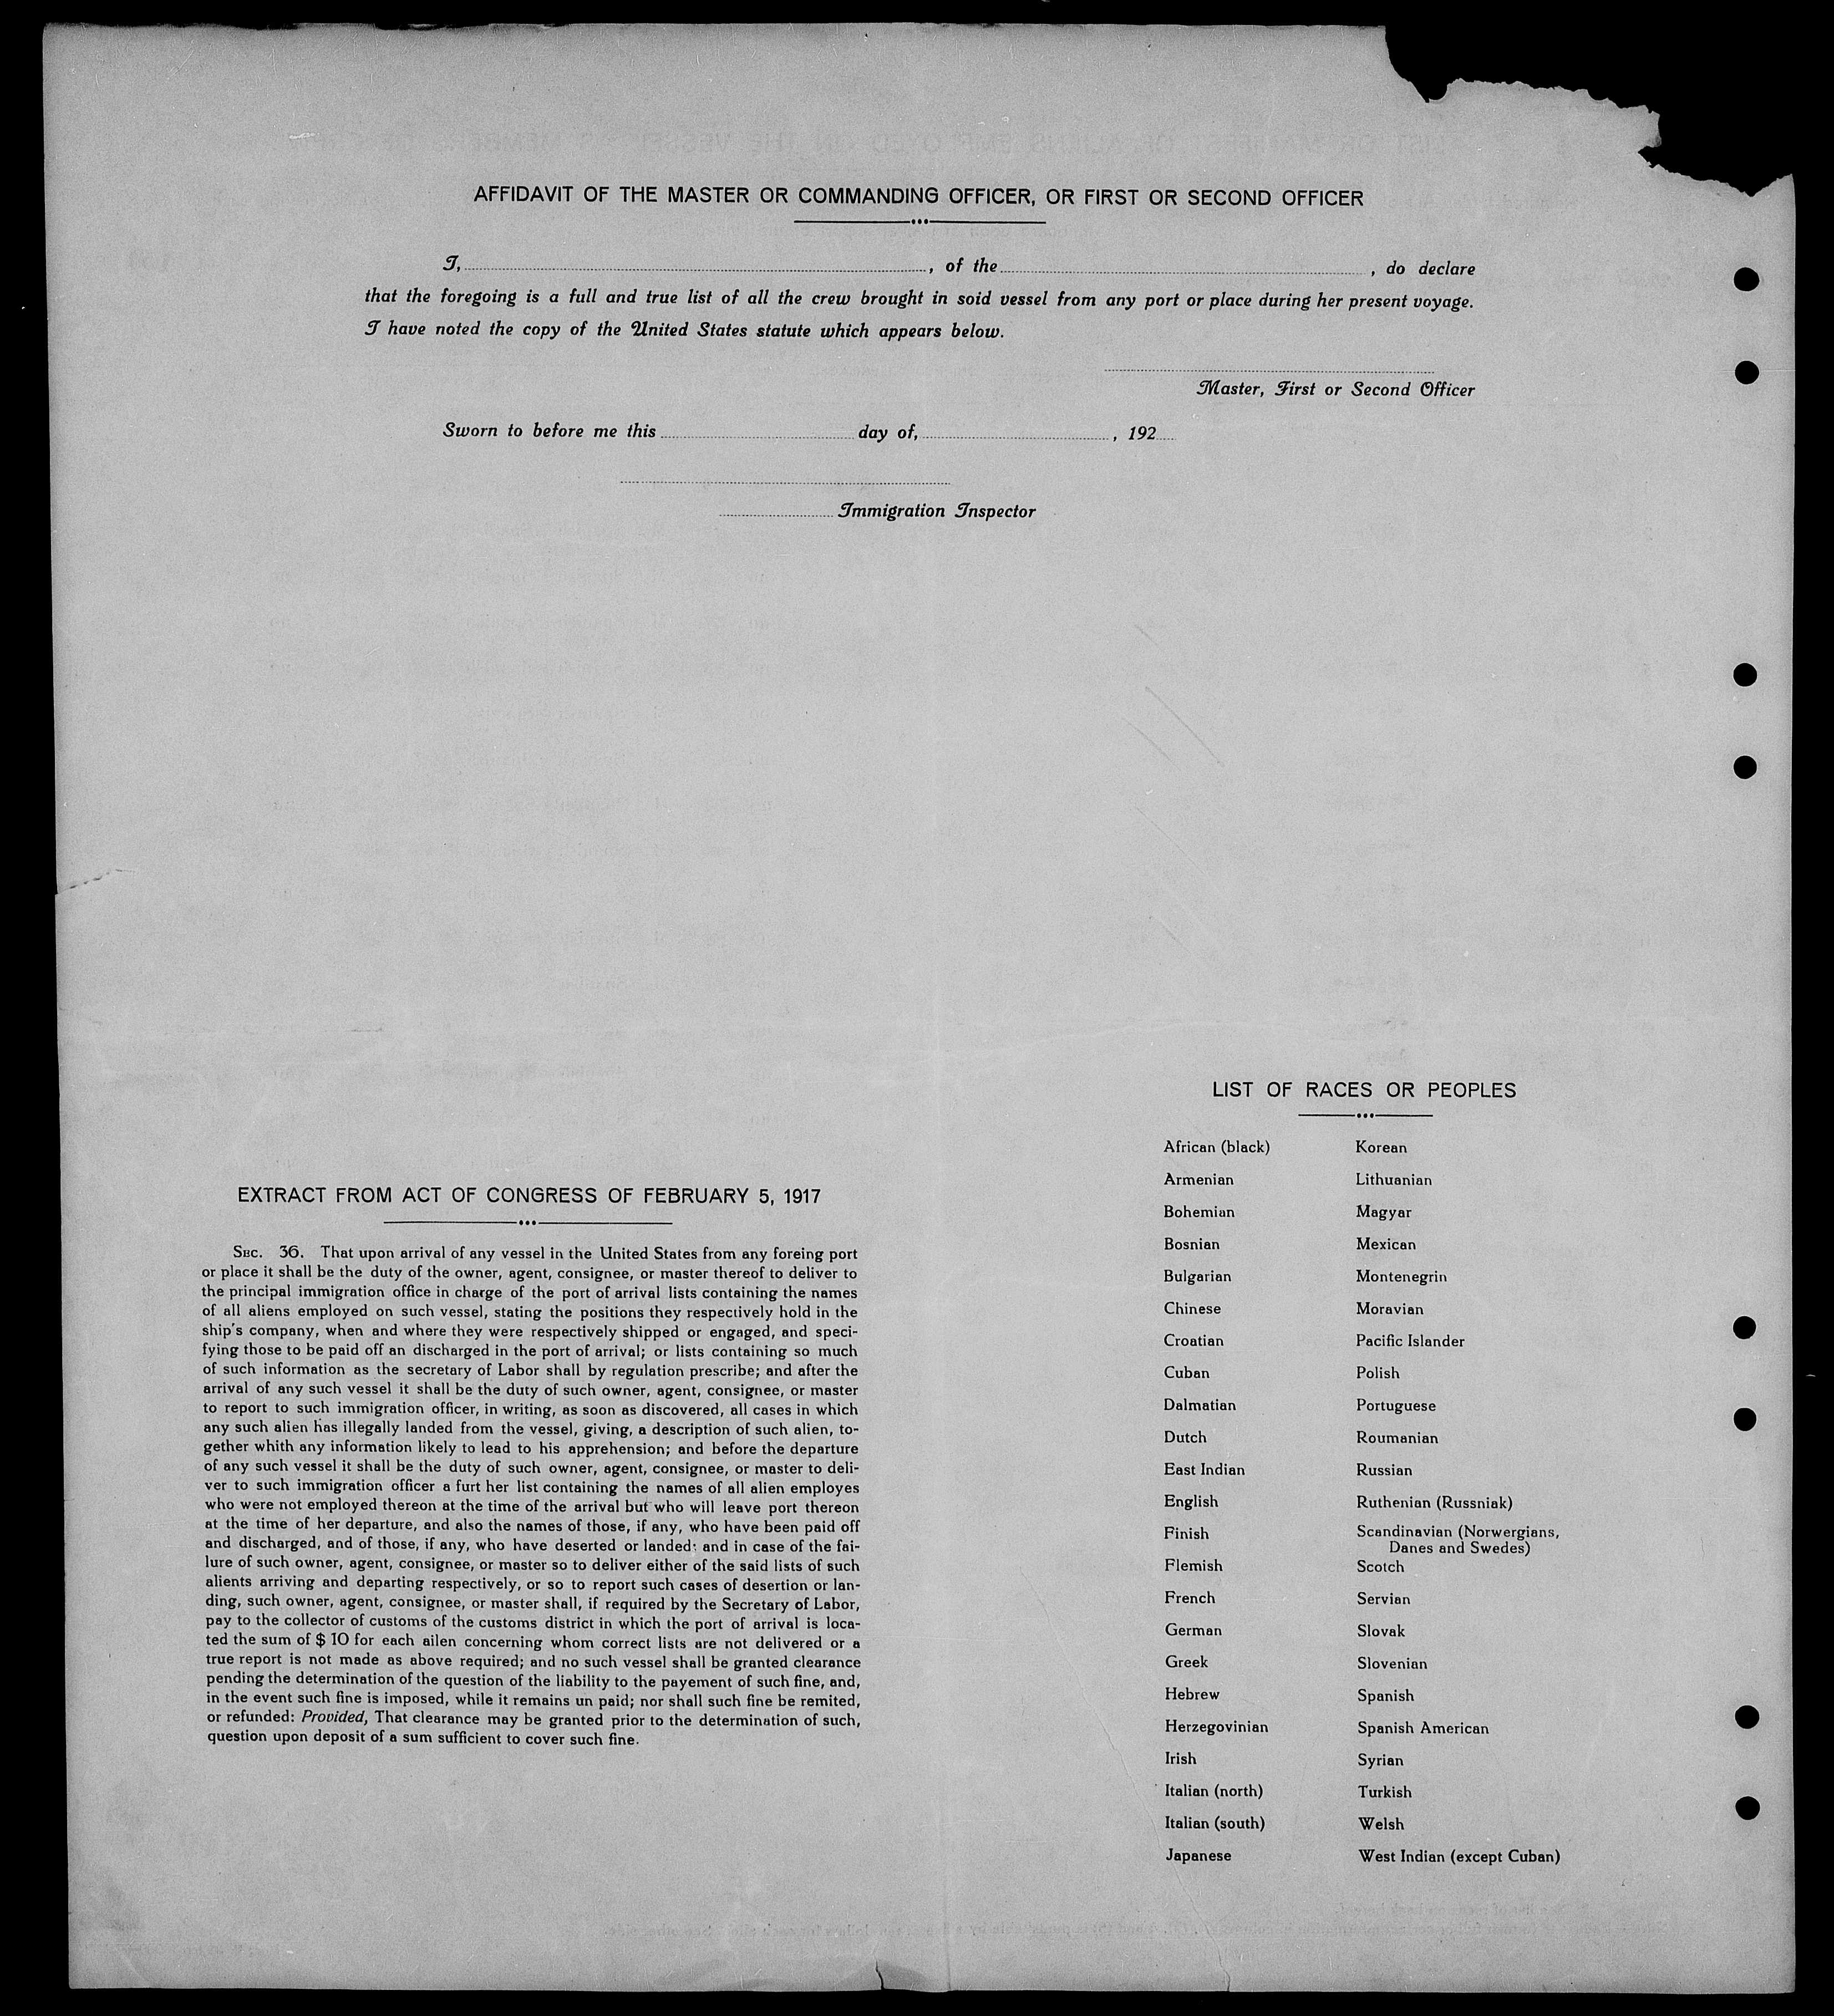 AFFIDAVIT OF THE MASTER OR COMMANDING OFFICER, OR FIRST OR SECOND OFFICER
I, , of the , do declare
that the foregoing is a full and true list of all the crew brought in soid vessel from any port or place during her present voyage.
I have noted the copy of the United States statute which appears below.
Master, First or Second Officer
Sworn to before me this day of, , 192
Immigration Inspector
EXTRACT FROM ACT OF CONGRESS OF FEBRUARY 5, 1917
SEC. 36. That upon arrival of any vessel in the United States from any foreing port
or place it shall be the duty of the owner, agent, consignee, or master thereof to deliver to
the principal immigration office in charge of the port of arrival lists containing the names
of all aliens employed on such vessel, stating the positions they respectively hold in the
ship's company, when and where they were respectively shipped or engaged, and speci-
fying those to be paid off an discharged in the port of arrival; or lists containing so much
of such information as the secretary of Labor shall by regulation prescribe; and after the
arrival of any such vessel it shall be the duty of such owner, agent, consignee, or master
to report to such immigration officer, in writing, as soon as discovered, all cases in which
any such alien has illegally landed from the vessel, giving, a description of such alien, to-
gether whith any information likely to lead to his apprehension; and before the departure
of any such vessel it shall be the duty of such owner, agent, consignee, or master to deli-
ver to such immigration officer a furt her list containing the names of all alien employes
who were not employed thereon at the time of the arrival but who will leave port thereon
at the time of her departure, and also the names of those, if any, who have been paid off
and discharged, and of those, if any, who have deserted or landed; and in case of the fai-
lure of such owner, agent, consignee, or master so to deliver either of the said lists of such
alients arriving and departing respectively, or so to report such cases of desertion or lan-
ding, such owner, agent, consignee, or master shall, if required by the Secretary of Labor,
pay to the collector of customs of the customs district in which the port of arrival is loca-
ted the sum of $ 10 for each ailen concerning whom correct lists are not delivered or a
true report is not made as above required; and no such vessel shall be granted clearance
pending the determination of the question of the liability to the payement of such fine, and,
in the event such fine is imposed, while it remains un paid; nor shall such fine be remited,
or refunded: Provided, That clearance may be granted prior to the determination of such,
question upon deposit of a sum sufficient to cover such fine.
LIST OF RACES OR PEOPLES
African (black)
Armenian
Bohemian
Bosnian
Bulgarian
Chinese
Croatian
Cuban
Dalmatian
Dutch
East Indian
English
Finish
Flemish
French
German
Greek
Hebrew
Herzegovinian
Irish
Italian (north)
Italian (south)
Japanese
Korean
Lithuanian
Magyar
Mexican
Montenegrin
Moravian
Pacific Islander
Polish
Portuguese
Roumanian
Russian
Ruthenian (Russniak)
Scandinavian (Norwergians,
Danes and Swedes)
Scotch
Servian
Slovak
Slovenian
Spanish
Spanish American
Syrian
Turkish
Welsh
West Indian (except Cuban)